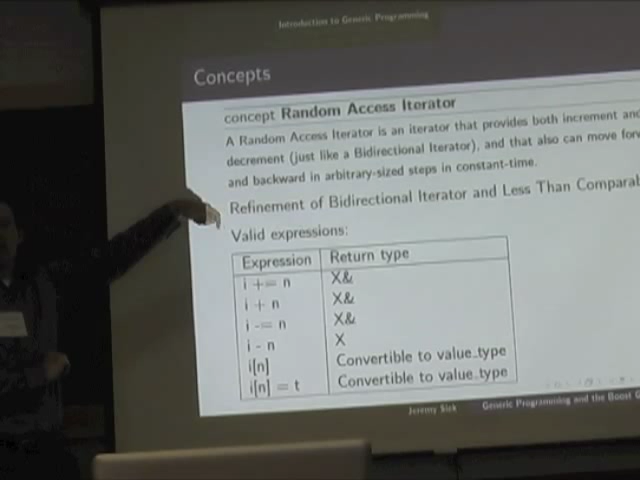 Introduction to Generic Programming
Concepts
concept Random Access Iterator
A Random Access Iterator is an iterator that provides both increment and
decrement (just like a Bidirectional Iterator), and that also can move forw
and backward in arbitrary-sized steps in constant-time.
Refinement of Bidirectional Iterator and Less Than Comparab
Valid expressions:
Expression Return type
i += n X&
i + n X&
i -= n X&
i - n X
i[n] Convertible to value_type
i[n] = t Convertible to value_type
Jeremy Siek Generic Programming and the Boost G